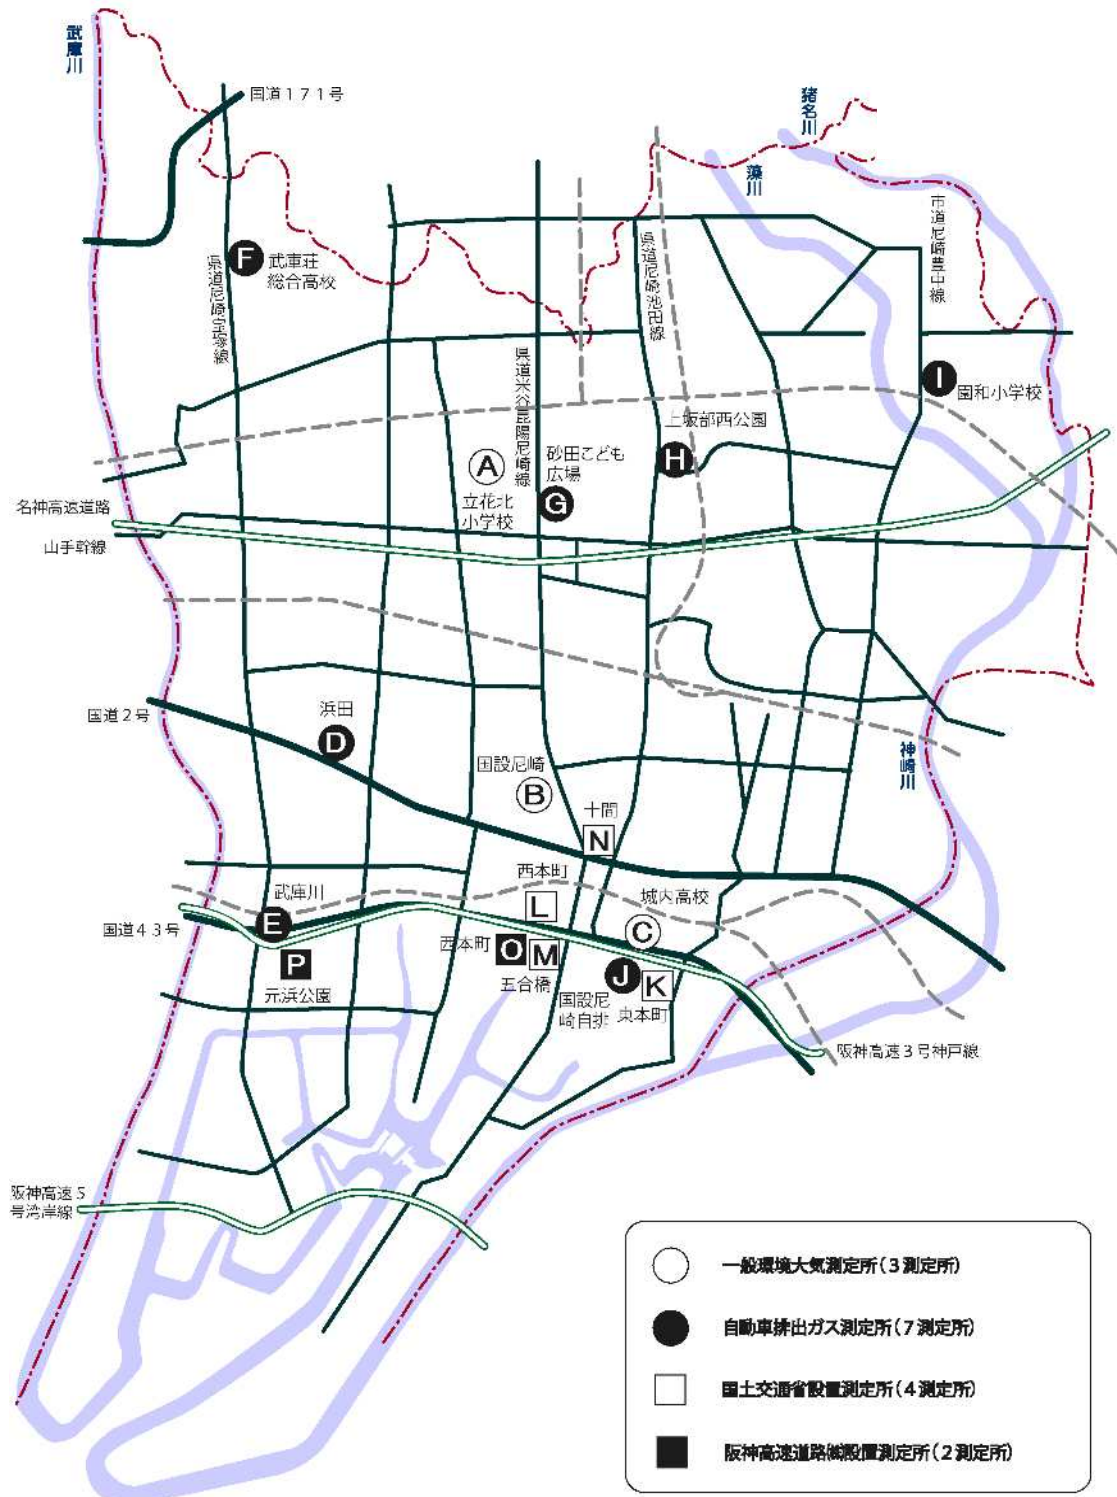 武庫川
国道171号
猪名川
藻川
市道尼崎豊中線
F
武庫荘
総合高校
県道尼崎宝塚線
県道尼崎池田線
県道米谷昆陽尼崎線
I
園和小学校
上坂部西公園
H
A
立花北
小学校
砂田こども
広場
G
名神高速道路
山手幹線
国道2号
浜田
D
国設尼崎
B
十間
N
神崎川
西本町
L
武庫川
E
城内高校
C
国道43号
P
元浜公園
西本町
O
M
五合橋
J
国設尼
崎自排
K
東本町
阪神高速3号神戸線
阪神高速5
号湾岸線
一般環境大気測定所(3測定所)
自動車排出ガス測定所(7測定所)
国土交通省設置測定所(4測定所)
阪神高速道路㈱設置測定所(2測定所)